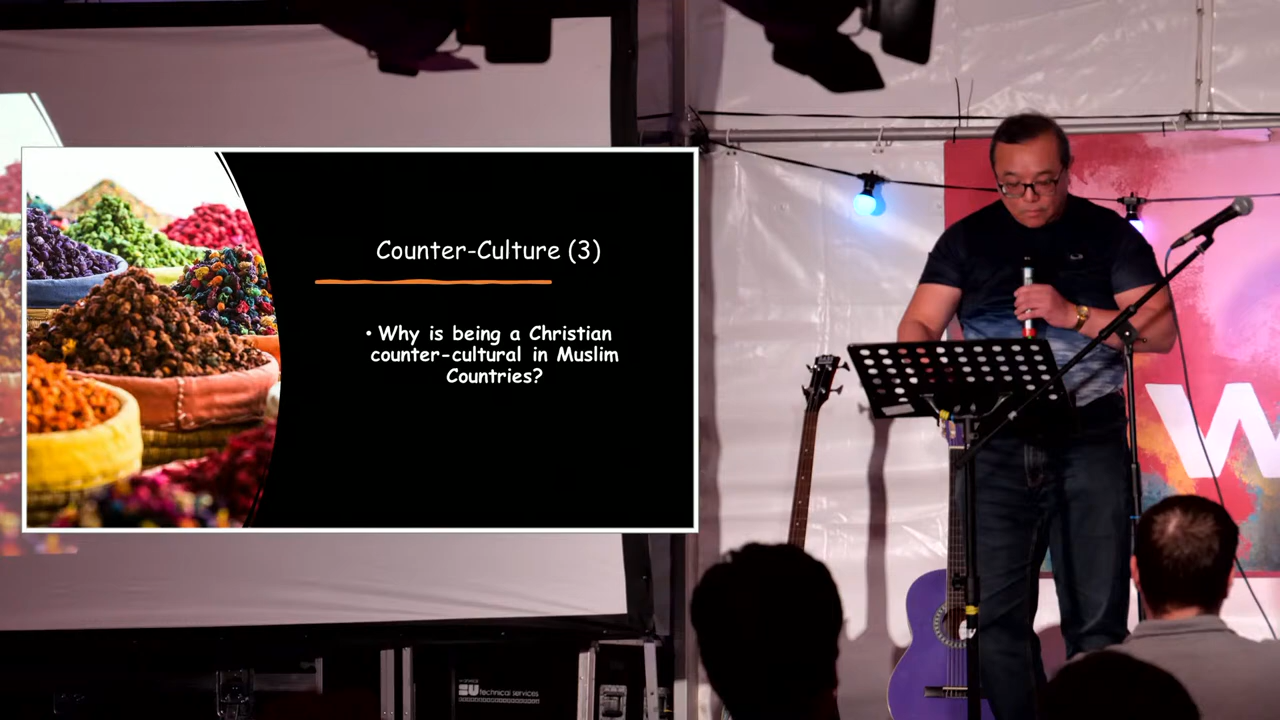 Counter-Culture (3)
• Why is being a Christian
counter-cultural in Muslim
Countries?
W
EU technical services